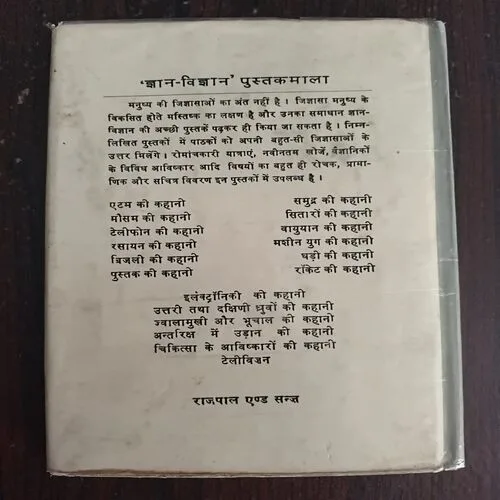 'ज्ञान-विज्ञान' पुस्तकमाला
मनुष्य की जिज्ञासाओं का अंत नहीं है । जिज्ञासा मनुष्य के
विकसित होते मस्तिष्क का लक्षण है और उनका समाधान ज्ञान-
विज्ञान की अच्छी पुस्तकें पढ़कर ही किया जा सकता है । निम्न-
लिखित पुस्तकों में पाठकों को अपनी बहुत-सी जिज्ञासाओं के
उत्तर मिलेंगे । रोमांचकारी यात्राएं, नवीनतम खोजें, वैज्ञानिकों
के विविध आविष्कार आदि विषयों का बहुत ही रोचक, प्रामा-
णिक और सचित्र विवरण इन पुस्तकों में उपलब्ध है ।
एटम की कहानी
मौसम की कहानी
टेलीफोन की कहानी
रसायन की कहानी
बिजली की कहानी
पुस्तक की कहानी
समुद्र की कहानी
सितारों की कहानी
वायुयान की कहानी
मशीन युग की कहानी
घड़ी की कहानी
रॉकेट की कहानी
इलेक्ट्रॉनिकी की कहानी
उत्तरी तथा दक्षिणी ध्रुवों की कहानी
ज्वालामुखी और भूचाल की कहानी
अन्तरिक्ष में उड़ान की कहानी
चिकित्सा के आविष्कारों की कहानी
टेलीविज़न
राजपाल एण्ड सन्ज़